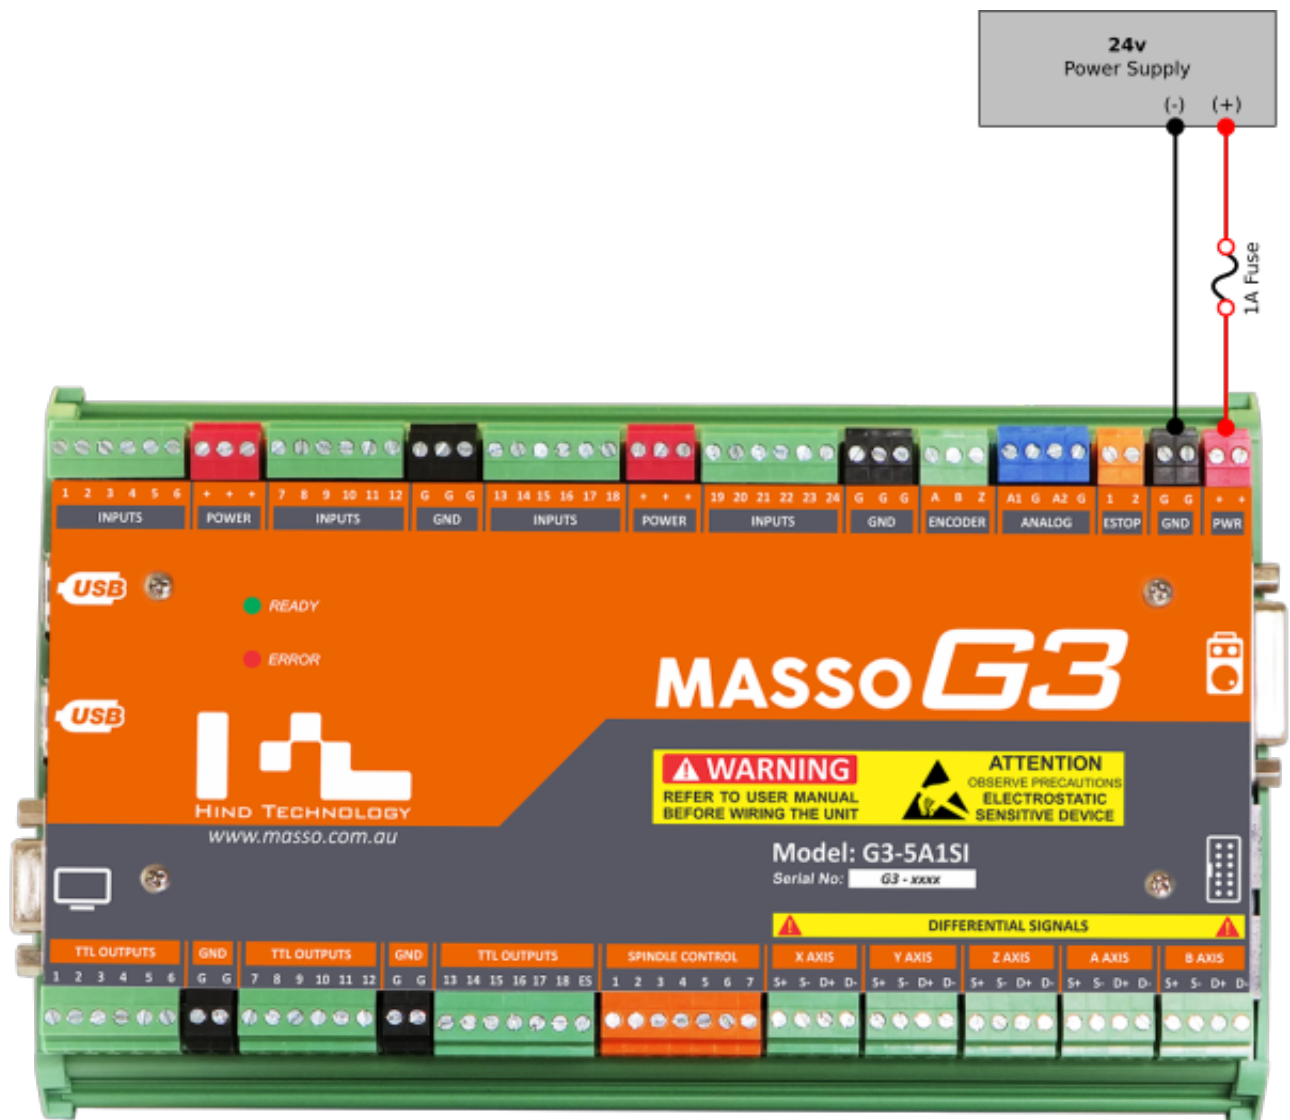 24v
Power Supply
(-) (+)
1A Fuse
1 2 3 4 5 6 + + + 7 8 9 10 11 12 G G G 13 14 15 16 17 18 + + + 19 20 21 22 23 24 G G G A B Z A1 G A2 G 1 2 G G + +
INPUTS POWER INPUTS GND INPUTS POWER INPUTS GND ENCODER ANALOG ESTOP GND PWR
USB
READY
ERROR
USB
MASSO G3
HIND TECHNOLOGY
www.masso.com.au
WARNING
REFER TO USER MANUAL
BEFORE WIRING THE UNIT
ATTENTION
OBSERVE PRECAUTIONS
ELECTROSTATIC
SENSITIVE DEVICE
Model: G3-5A1SI
Serial No: G3 - xxxx
DIFFERENTIAL SIGNALS
TTL OUTPUTS GND TTL OUTPUTS GND TTL OUTPUTS SPINDLE CONTROL X AXIS Y AXIS Z AXIS A AXIS B AXIS
1 2 3 4 5 6 G G 7 8 9 10 11 12 G G 13 14 15 16 17 18 ES 1 2 3 4 5 6 7 S+ S- D+ D- S+ S- D+ D- S+ S- D+ D- S+ S- D+ D- S+ S- D+ D-